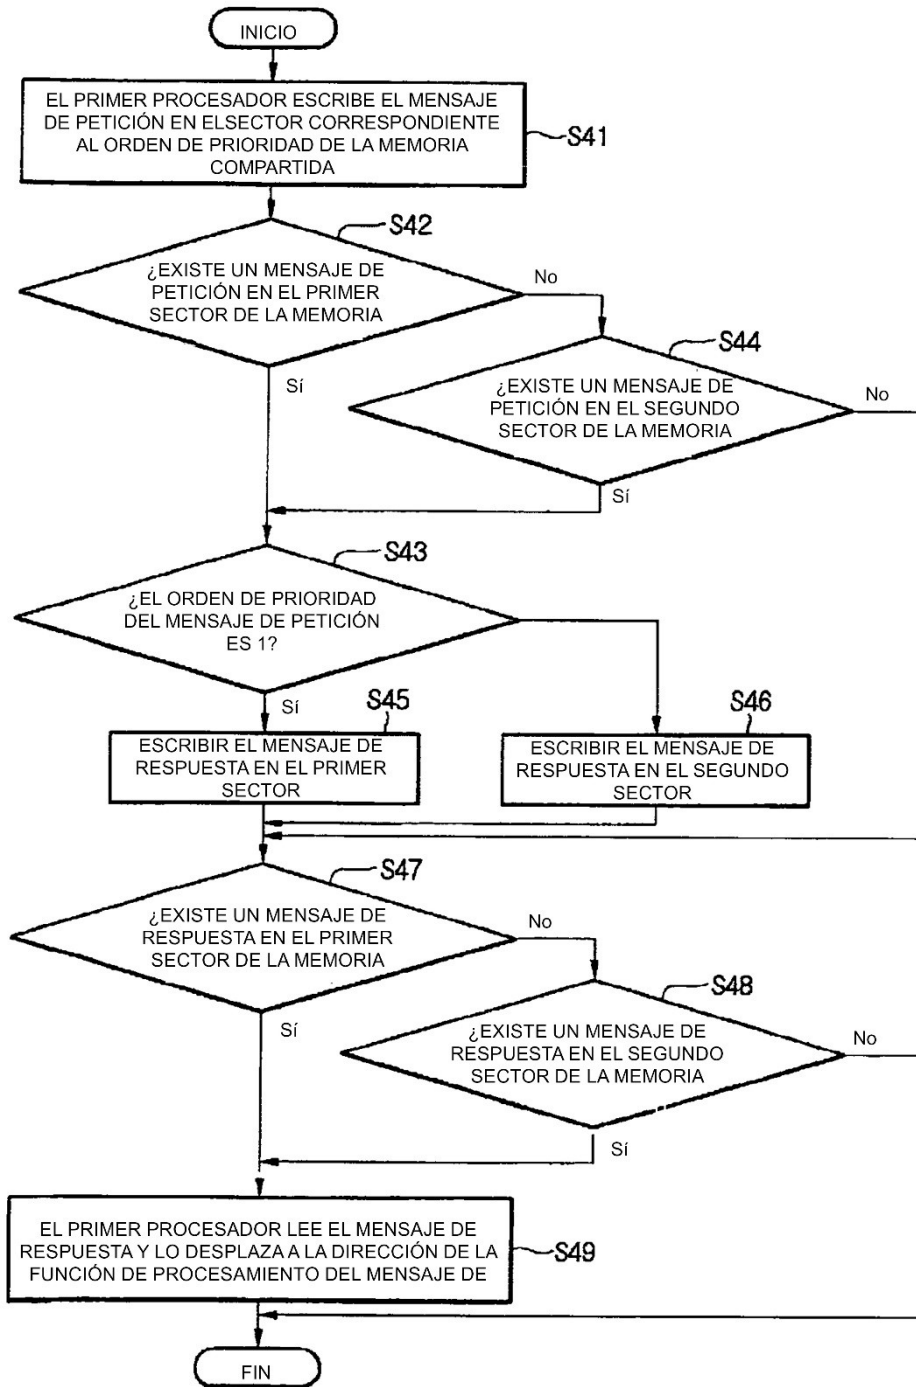 INICIO
EL PRIMER PROCESADOR ESCRIBE EL MENSAJE
DE PETICIÓN EN ELSECTOR CORRESPONDIENTE
AL ORDEN DE PRIORIDAD DE LA MEMORIA
COMPARTIDA
S41
S42
¿EXISTE UN MENSAJE DE
PETICIÓN EN EL PRIMER
SECTOR DE LA MEMORIA
No
Sí
S44
¿EXISTE UN MENSAJE DE
PETICIÓN EN EL SEGUNDO
SECTOR DE LA MEMORIA
No
Sí
S43
¿EL ORDEN DE PRIORIDAD
DEL MENSAJE DE PETICIÓN
ES 1?
Sí
S45
ESCRIBIR EL MENSAJE DE
RESPUESTA EN EL PRIMER
SECTOR
S46
ESCRIBIR EL MENSAJE DE
RESPUESTA EN EL SEGUNDO
SECTOR
S47
¿EXISTE UN MENSAJE DE
RESPUESTA EN EL PRIMER
SECTOR DE LA MEMORIA
No
Sí
S48
¿EXISTE UN MENSAJE DE
RESPUESTA EN EL SEGUNDO
SECTOR DE LA MEMORIA
No
Sí
EL PRIMER PROCESADOR LEE EL MENSAJE DE
RESPUESTA Y LO DESPLAZA A LA DIRECCIÓN DE LA
FUNCIÓN DE PROCESAMIENTO DEL MENSAJE DE
S49
FIN